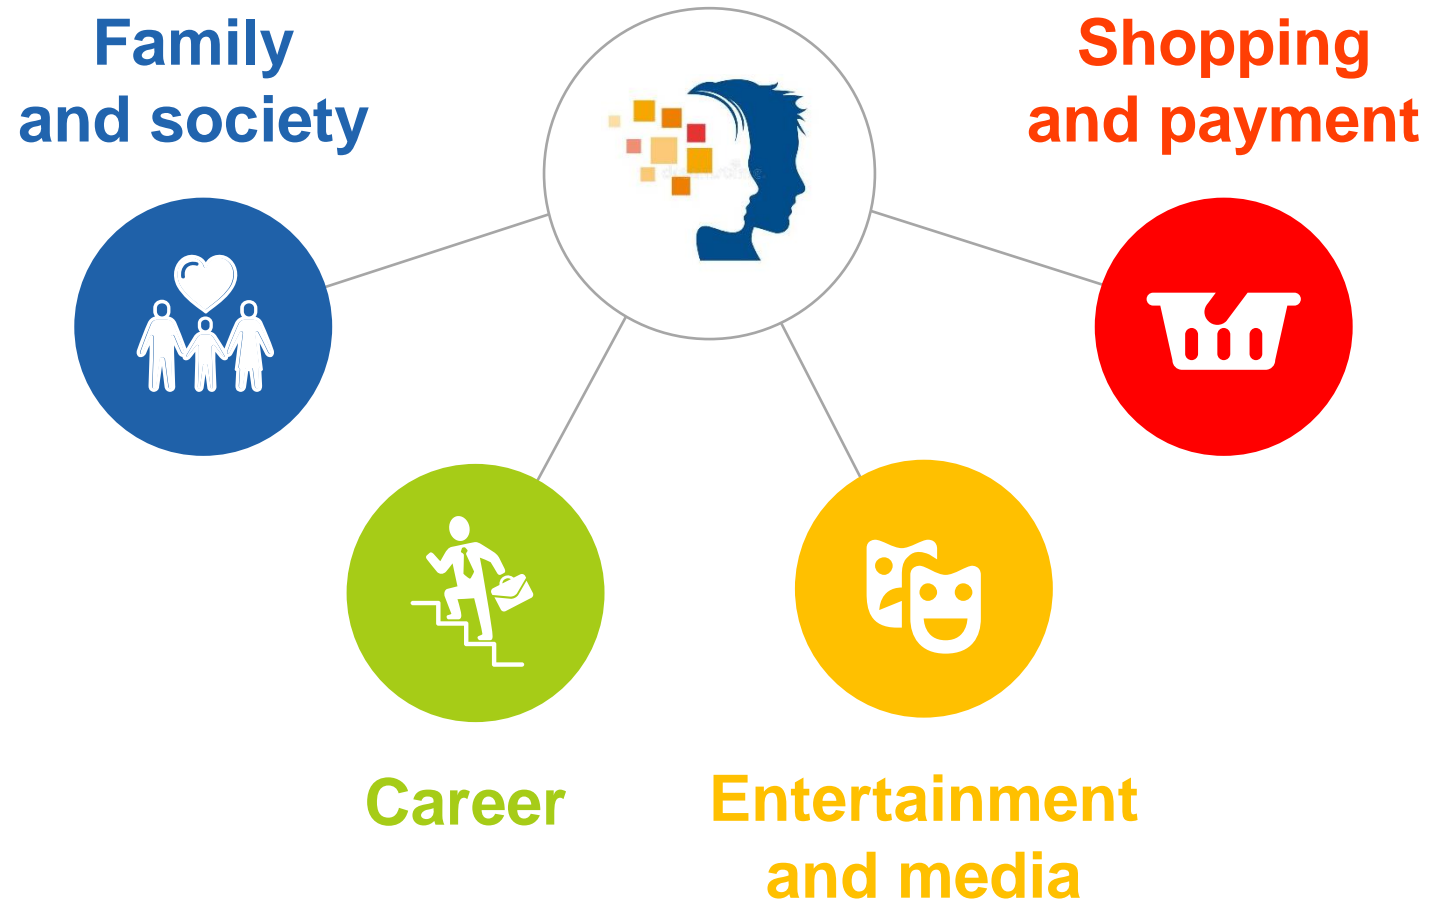 Family
and society
Shopping
and payment
Career
Entertainment
and media